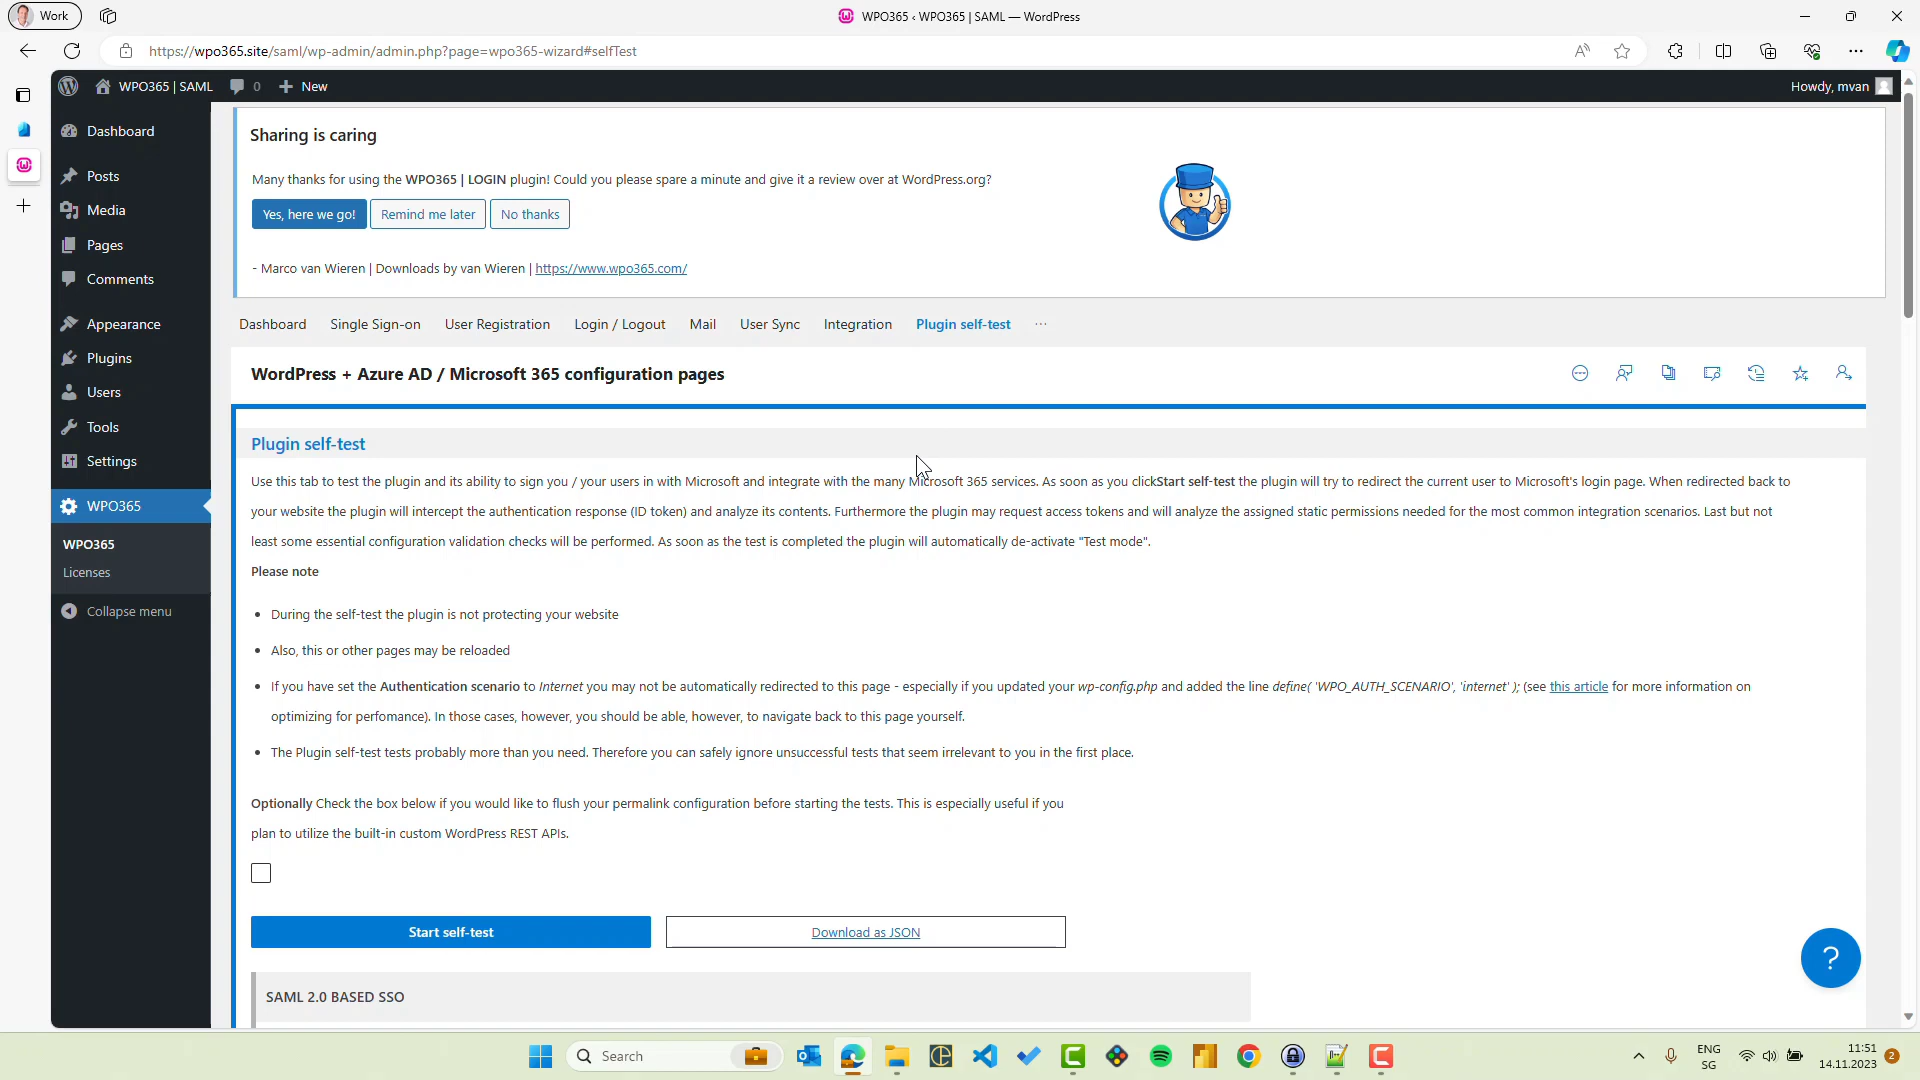 Work
WPO365 ‹ WPO365 | SAML — WordPress
https://wpo365.site/saml/wp-admin/admin.php?page=wpo365-wizard#selfTest
WPO365 | SAML
0
New
Howdy, mvan
Dashboard
Posts
Media
Pages
Comments
Appearance
Plugins
Users
Tools
Settings
WPO365
WPO365
Licenses
Collapse menu
Sharing is caring
Many thanks for using the WPO365 | LOGIN plugin! Could you please spare a minute and give it a review over at WordPress.org?
Yes, here we go!
Remind me later
No thanks
- Marco van Wieren | Downloads by van Wieren | https://www.wpo365.com/
Dashboard
Single Sign-on
User Registration
Login / Logout
Mail
User Sync
Integration
Plugin self-test
...
WordPress + Azure AD / Microsoft 365 configuration pages
Plugin self-test
Use this tab to test the plugin and its ability to sign you / your users in with Microsoft and integrate with the many Microsoft 365 services. As soon as you clickStart self-test the plugin will try to redirect the current user to Microsoft's login page. When redirected back to
your website the plugin will intercept the authentication response (ID token) and analyze its contents. Furthermore the plugin may request access tokens and will analyze the assigned static permissions needed for the most common integration scenarios. Last but not
least some essential configuration validation checks will be performed. As soon as the test is completed the plugin will automatically de-activate "Test mode".
Please note
• During the self-test the plugin is not protecting your website
• Also, this or other pages may be reloaded
• If you have set the Authentication scenario to Internet you may not be automatically redirected to this page - especially if you updated your wp-config.php and added the line define( 'WPO_AUTH_SCENARIO', 'internet' ); (see this article for more information on
optimizing for perfomance). In those cases, however, you should be able, however, to navigate back to this page yourself.
• The Plugin self-test tests probably more than you need. Therefore you can safely ignore unsuccessful tests that seem irrelevant to you in the first place.
Optionally Check the box below if you would like to flush your permalink configuration before starting the tests. This is especially useful if you
plan to utilize the built-in custom WordPress REST APIs.
Start self-test
Download as JSON
?
SAML 2.0 BASED SSO
Search
ENG
SG
11:51
14.11.2023
2